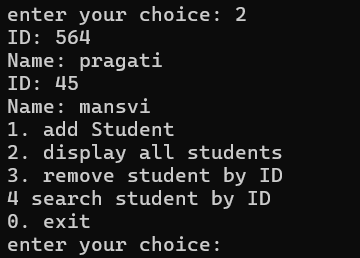 enter your choice: 2
ID: 564
Name: pragati
ID: 45
Name: mansvi
1. add Student
2. display all students
3. remove student by ID
4 search student by ID
0. exit
enter your choice: